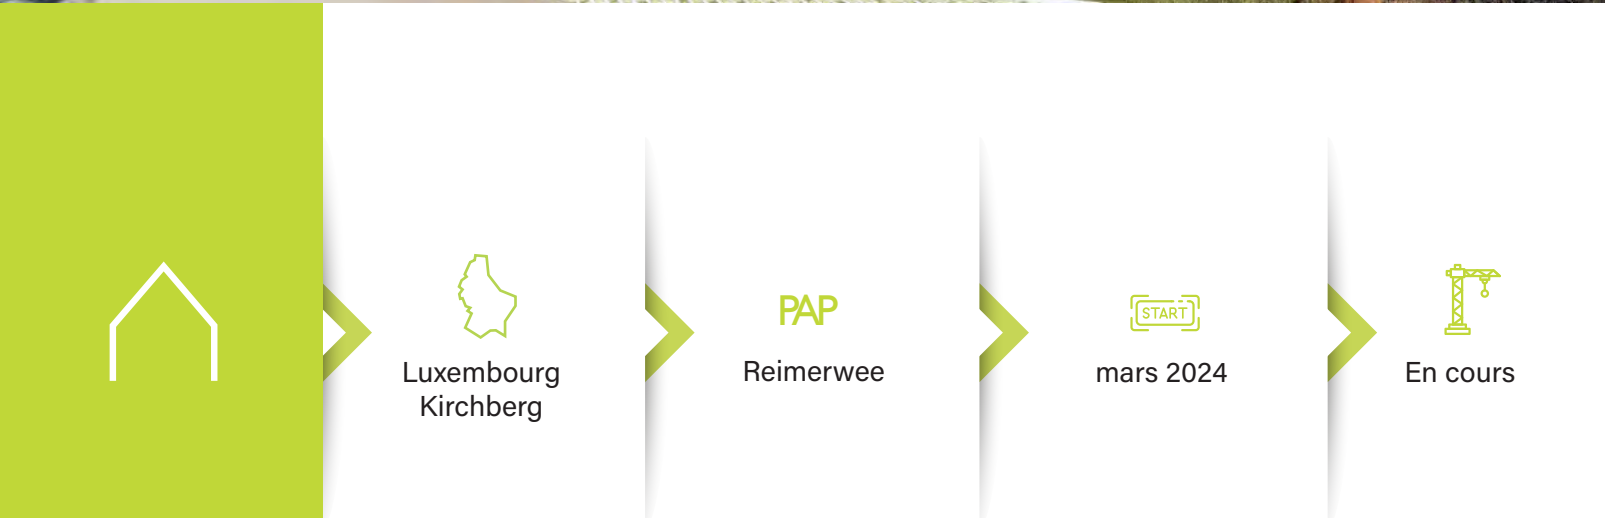 Luxembourg
Kirchberg
PAP
Reimerwee
START
mars 2024
En cours